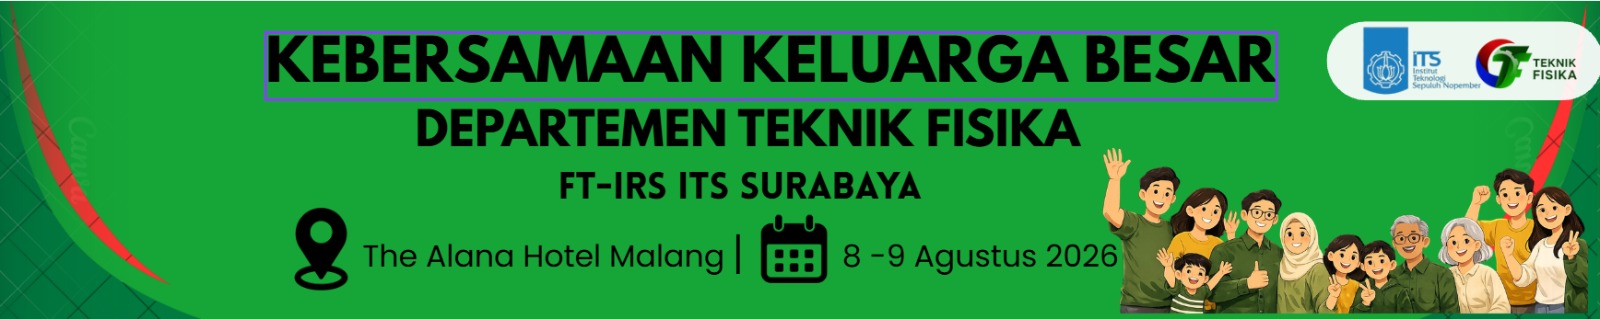 KEBERSAMAAN KELUARGA BESAR
DEPARTEMEN TEKNIK FISIKA
FT-IRS ITS SURABAYA
The Alana Hotel Malang | 8 -9 Agustus 2026
iTS
Institut
Teknologi
Sepuluh Nopember
TEKNIK
FISIKA
Canva